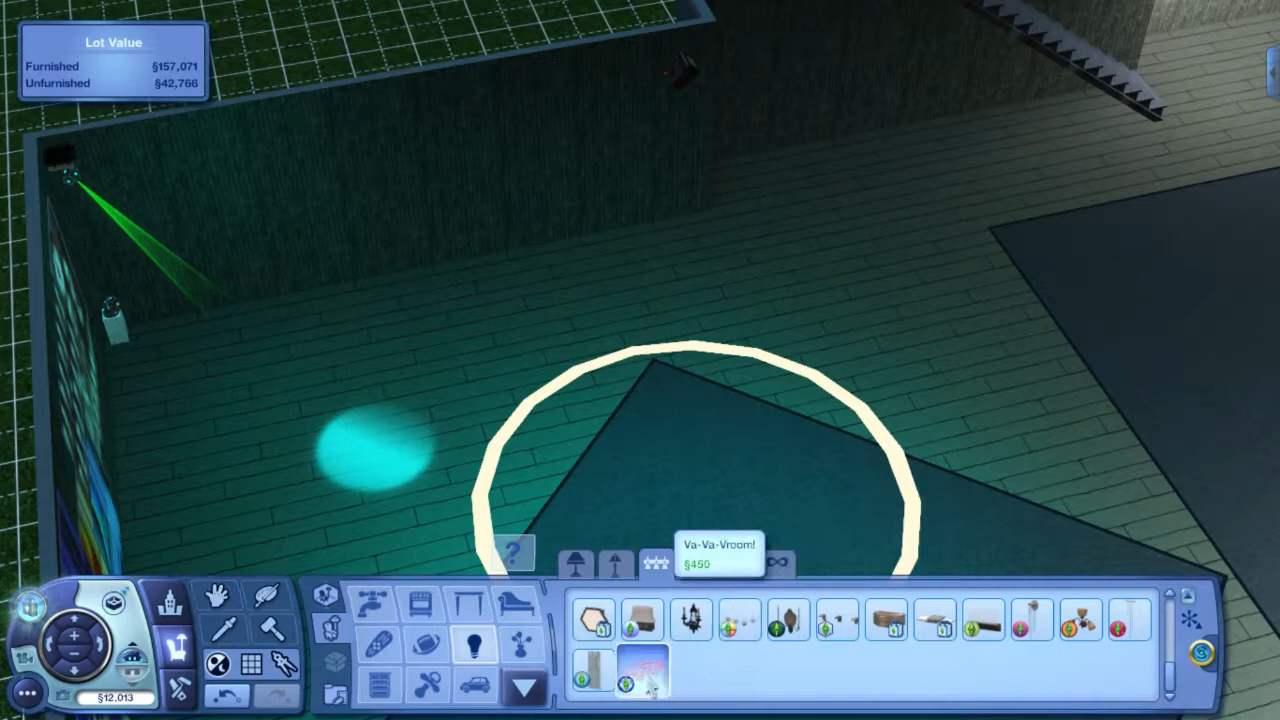 Lot Value
Furnished §157,071
Unfurnished §42,766
?
Va-Va-Vroom!
§450
§12,013